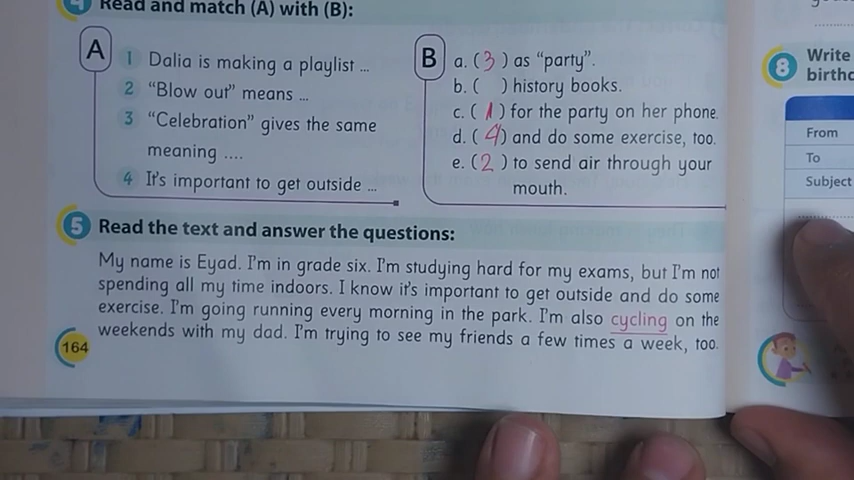 4 Read and match (A) with (B):
A
1 Dalia is making a playlist ...
2 “Blow out” means ...
3 “Celebration” gives the same
meaning ....
4 It's important to get outside ...
B
a. ( 3 ) as “party”.
b. (   ) history books.
c. ( 1 ) for the party on her phone.
d. ( 4 ) and do some exercise, too.
e. ( 2 ) to send air through your
mouth.
5 Read the text and answer the questions:
My name is Eyad. I'm in grade six. I'm studying hard for my exams, but I'm not
spending all my time indoors. I know it's important to get outside and do some
exercise. I'm going running every morning in the park. I'm also cycling on the
weekends with my dad. I'm trying to see my friends a few times a week, too.
164
8 Write
From
To
Subject